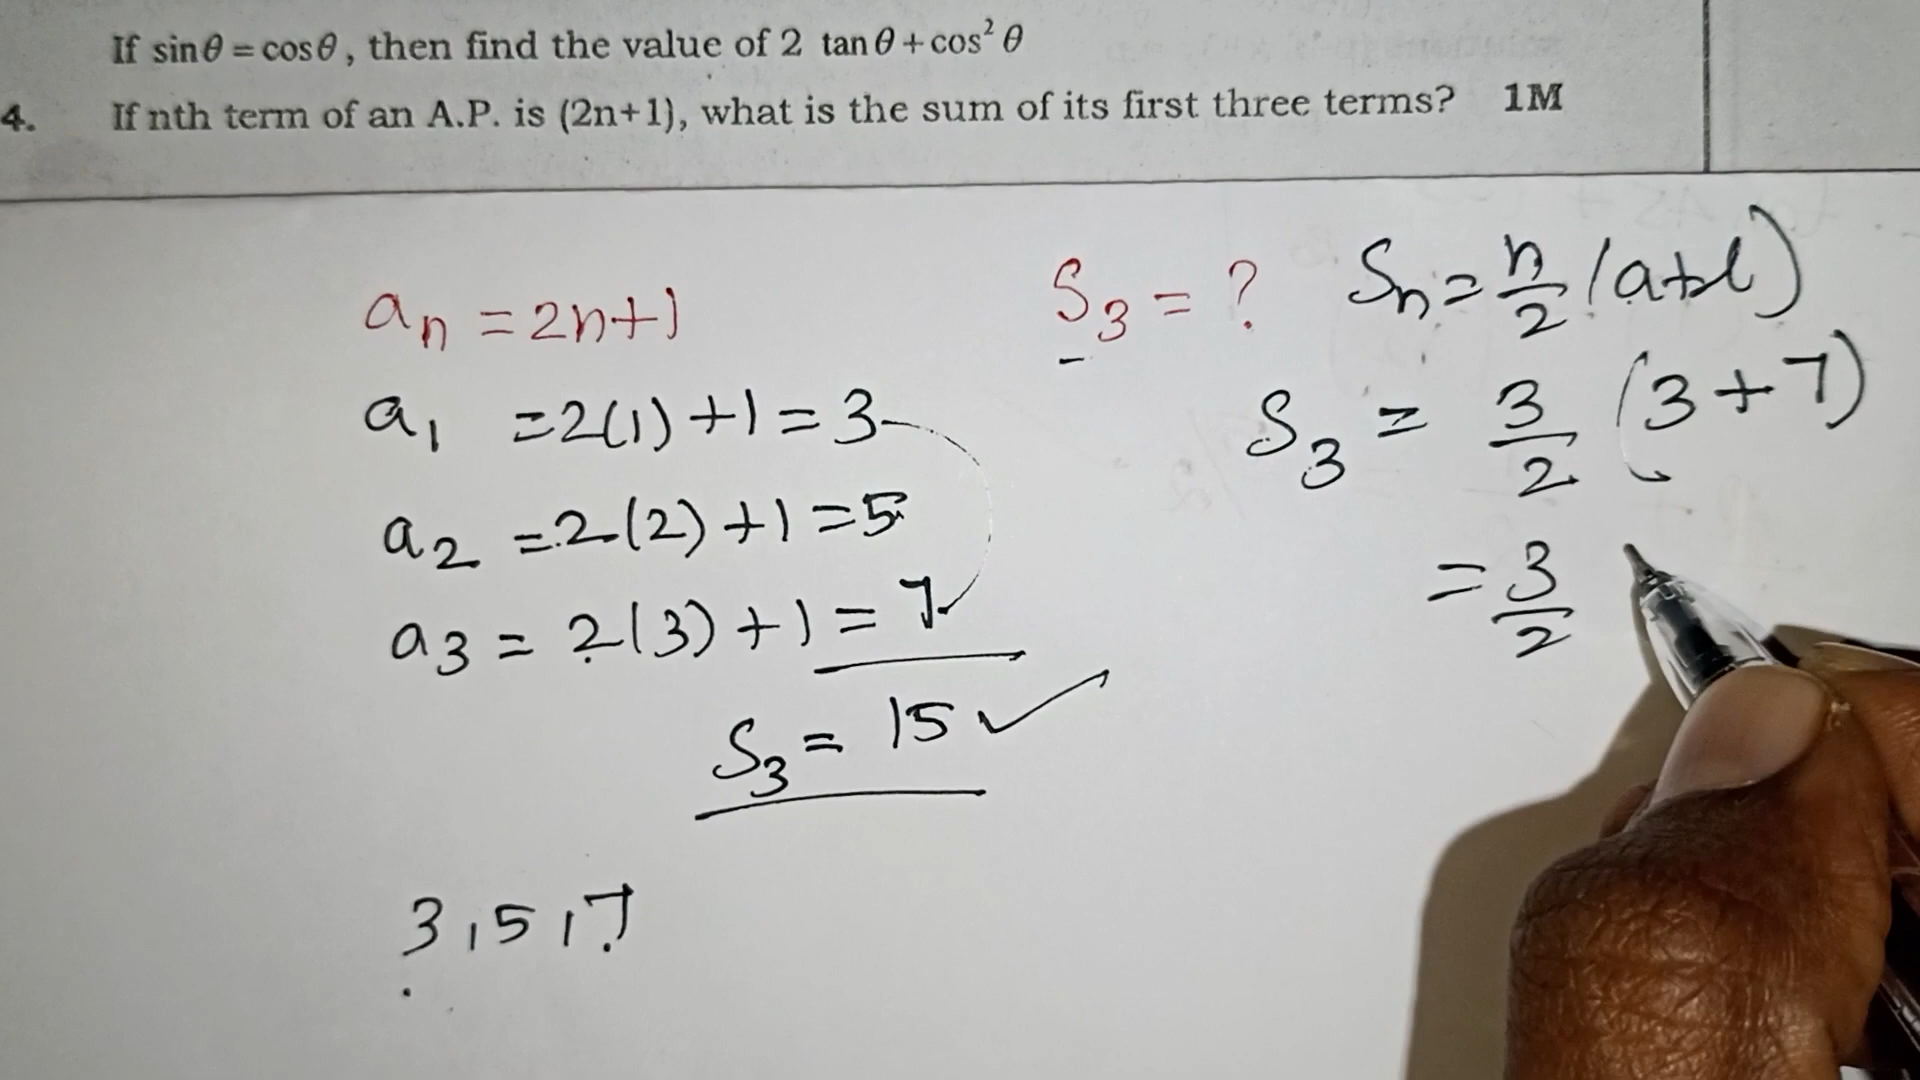 If sinθ = cosθ, then find the value of 2 tanθ + cos² θ
4. If nth term of an A.P. is (2n+1), what is the sum of its first three terms? 1M
aₙ = 2n+1
a₁ = 2(1)+1 = 3
a₂ = 2(2)+1 = 5
a₃ = 2(3)+1 = 7
S₃ = 15 ✓
3, 5, 7
S₃ = ?
Sₙ = n/2 (a+l)
S₃ = 3/2 (3+7)
= 3/2